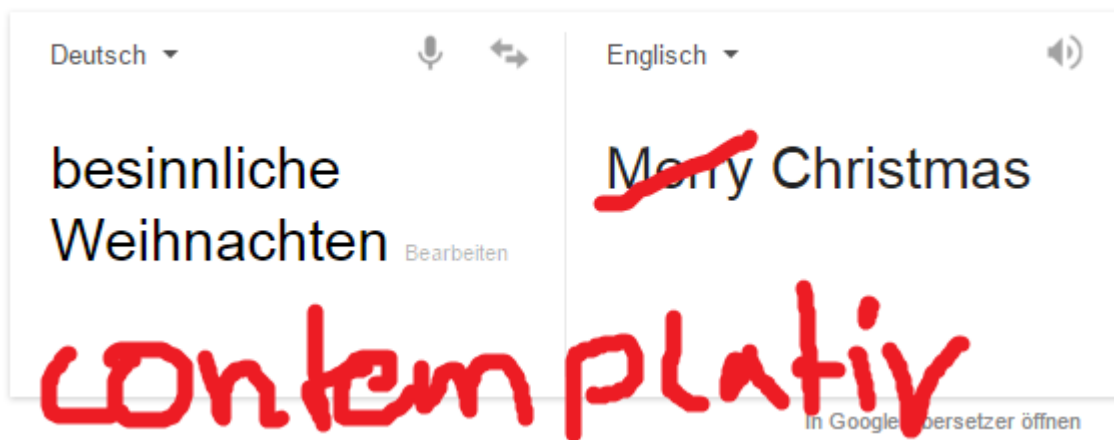 Deutsch Englisch
besinnliche
Weihnachten Bearbeiten
Merry Christmas
contemplativ
In Google Übersetzer öffnen